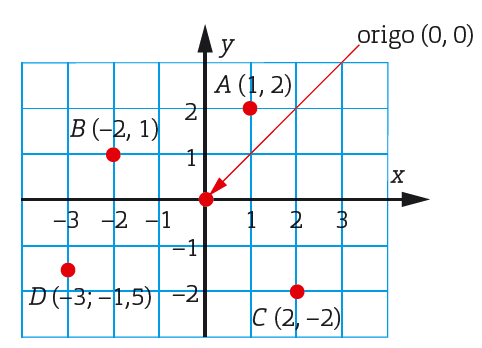 origo (0, 0)
y
A (1, 2)
2
B (–2, 1)
1
x
–3 –2 –1 1 2 3
–1
D (–3; –1,5)
–2
C (2, –2)